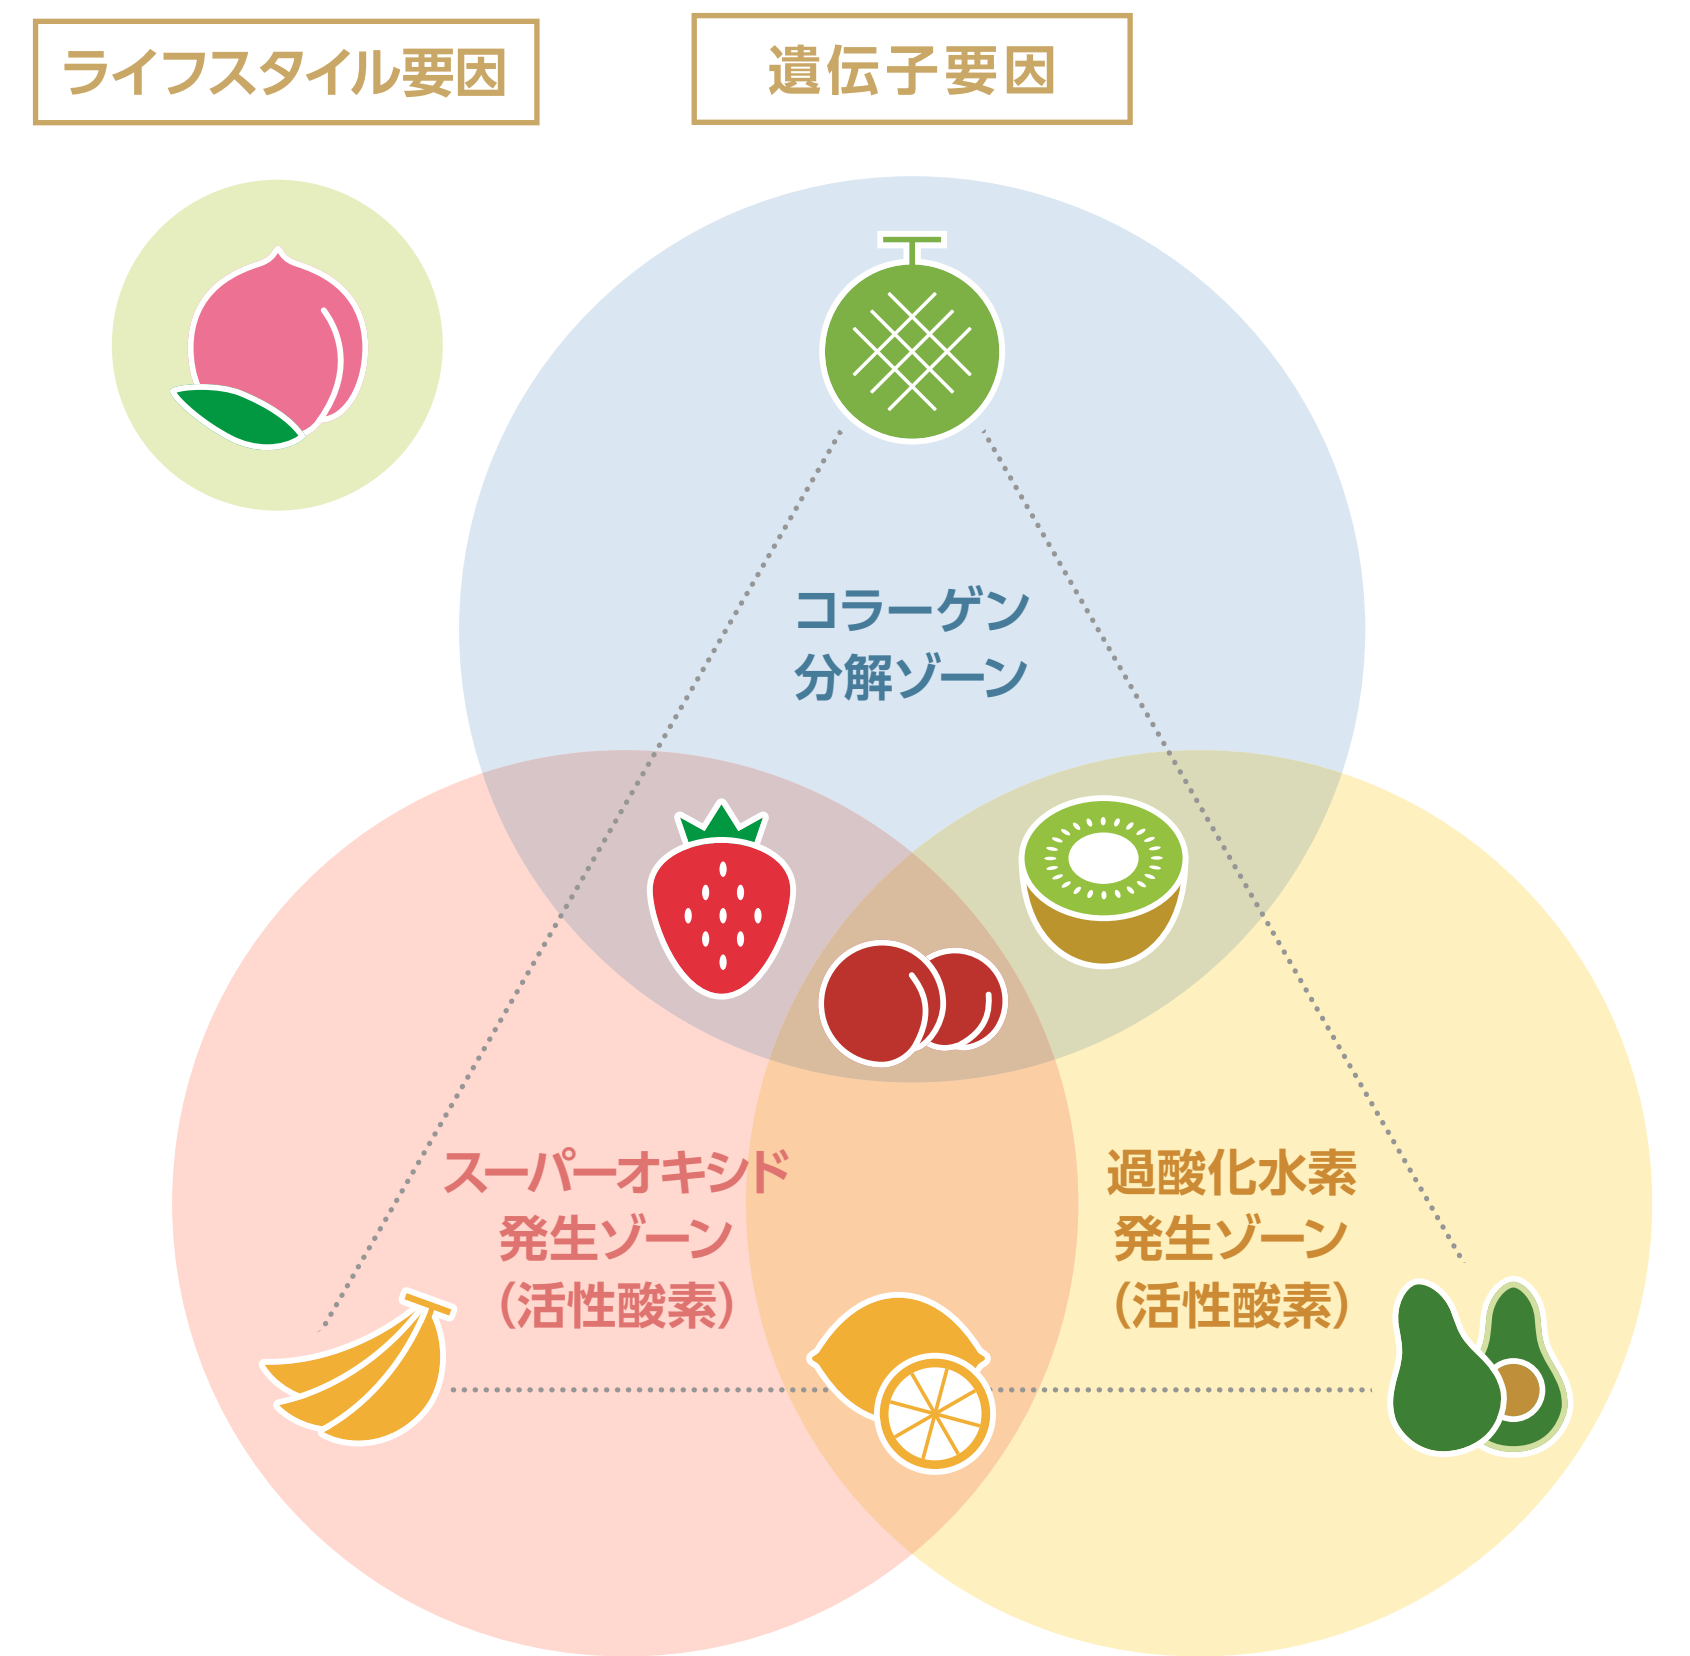 ライフスタイル要因
遺伝子要因
コラーゲン
分解ゾーン
スーパーオキシド
発生ゾーン
（活性酸素）
過酸化水素
発生ゾーン
（活性酸素）